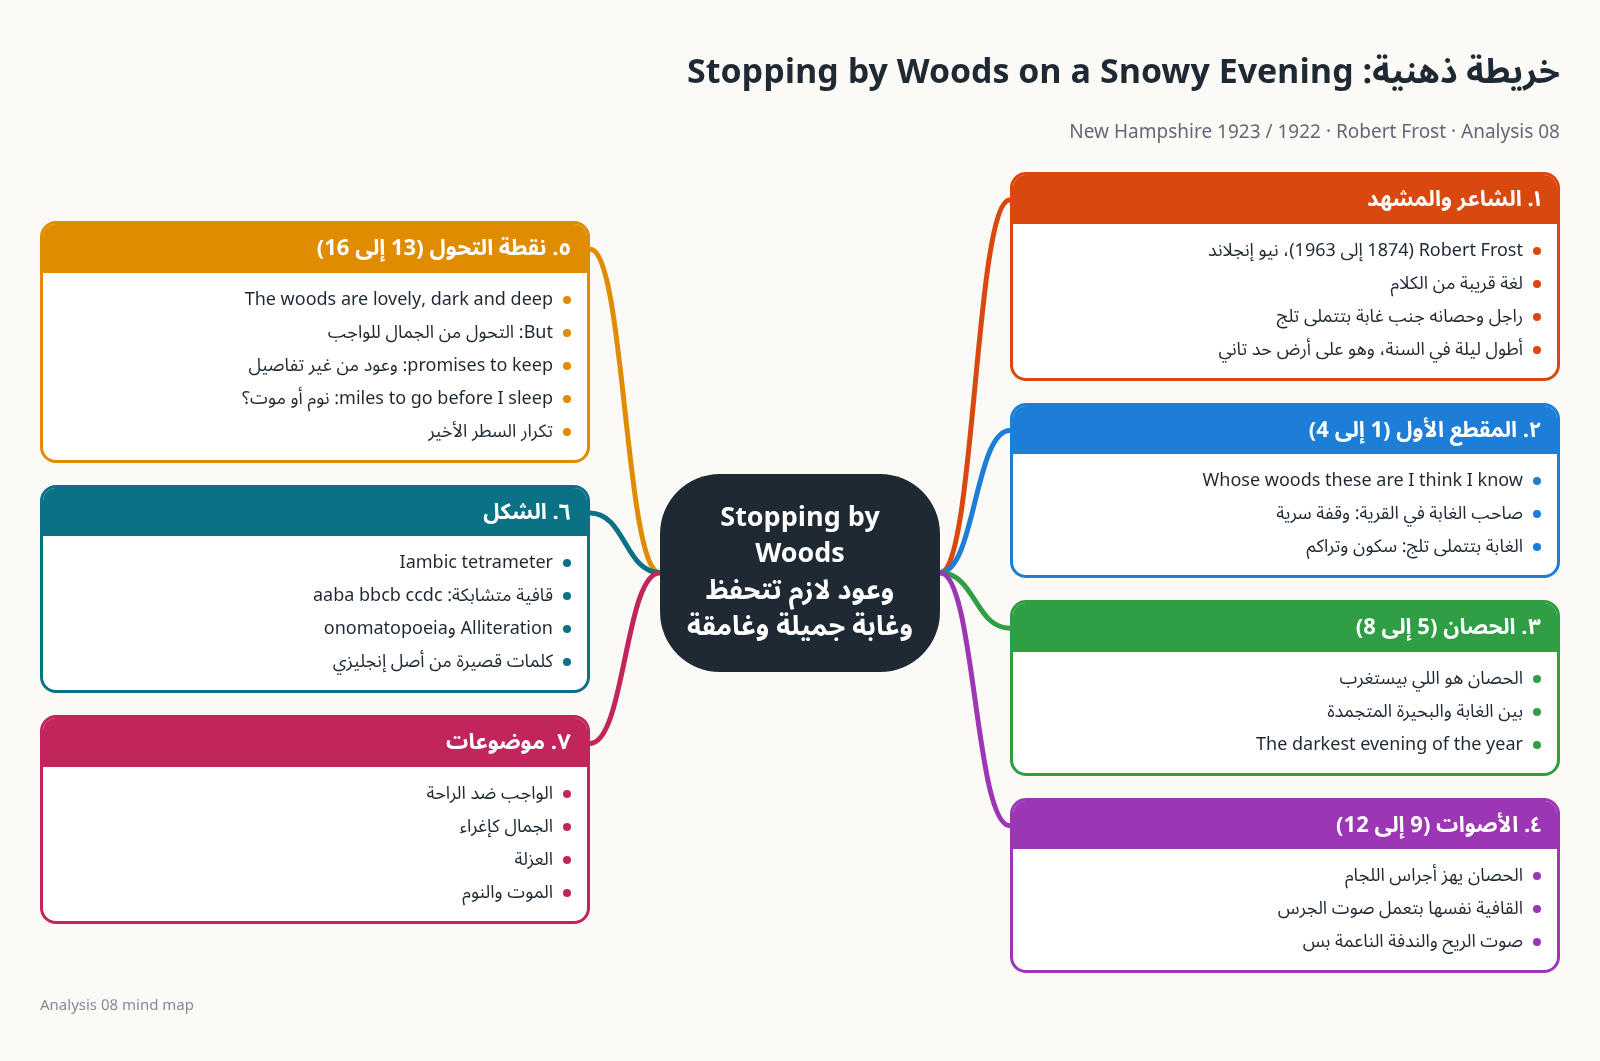 خريطة ذهنية: Stopping by Woods on a Snowy Evening
New Hampshire 1923 / 1922 · Robert Frost · Analysis 08
١. الشاعر والمشهد
Robert Frost (1874 إلى 1963)، نيو إنجلاند
لغة قريبة من الكلام
راجل وحصانه جنب غابة بتتملى تلج
أطول ليلة في السنة، وهو على أرض حد تاني
٢. المقطع الأول (1 إلى 4)
Whose woods these are I think I know
صاحب الغابة في القرية: وقفة سرية
الغابة بتتملى تلج: سكون وتراكم
٣. الحصان (5 إلى 8)
الحصان هو اللي بيستغرب
بين الغابة والبحيرة المتجمدة
The darkest evening of the year
٤. الأصوات (9 إلى 12)
الحصان يهز أجراس اللجام
القافية نفسها بتعمل صوت الجرس
صوت الريح والندفة الناعمة بس
Stopping by
Woods
وعود لازم تتحفظ
وغابة جميلة وغامقة
٥. نقطة التحول (13 إلى 16)
The woods are lovely, dark and deep
But: التحول من الجمال للواجب
promises to keep: وعود من غير تفاصيل
miles to go before I sleep: نوم أو موت؟
تكرار السطر الأخير
٦. الشكل
Iambic tetrameter
قافية متشابكة: aaba bbcb ccdc
Alliteration وonomatopoeia
كلمات قصيرة من أصل إنجليزي
٧. موضوعات
الواجب ضد الراحة
الجمال كإغراء
العزلة
الموت والنوم
Analysis 08 mind map